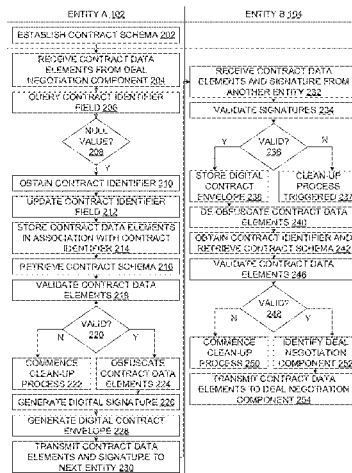 ENTITY A 102
ESTABLISH CONTRACT SCHEMA 202
RECEIVE CONTRACT DATA
ELEMENTS FROM DEAL
NEGOTIATION COMPONENT 204
QUERY CONTRACT IDENTIFIER
FIELD 206
NULL
VALUE?
208
Y
OBTAIN CONTRACT IDENTIFIER 210
UPDATE CONTRACT IDENTIFIER
FIELD 212
STORE CONTRACT DATA ELEMENTS
IN ASSOCIATION WITH CONTRACT
IDENTIFIER 214
RETRIEVE CONTRACT SCHEMA 216
VALIDATE CONTRACT DATA
ELEMENTS 218
VALID?
220
N
Y
COMMENCE
CLEAN-UP
PROCESS 222
OBFUSCATE
CONTRACT DATA
ELEMENTS 224
GENERATE DIGITAL SIGNATURE 226
GENERATE DIGITAL CONTRACT
ENVELOPE 228
TRANSMIT CONTRACT DATA
ELEMENTS AND SIGNATURE TO
NEXT ENTITY 230
ENTITY B 104
RECEIVE CONTRACT DATA
ELEMENTS AND SIGNATURE FROM
ANOTHER ENTITY 232
VALIDATE SIGNATURES 234
VALID?
236
Y
N
STORE DIGITAL
CONTRACT
ENVELOPE 238
CLEAN-UP
PROCESS
TRIGGERED 237
DE-OBFUSCATE CONTRACT DATA
ELEMENTS 240
OBTAIN CONTRACT IDENTIFIER AND
RETRIEVE CONTRACT SCHEMA 242
VALIDATE CONTRACT DATA
ELEMENTS 246
VALID?
248
N
Y
COMMENCE
CLEAN-UP
PROCESS 250
IDENTIFY DEAL
NEGOTIATION
COMPONENT 252
TRANSMIT CONTRACT DATA
ELEMENTS TO DEAL NEGOTIATION
COMPONENT 254